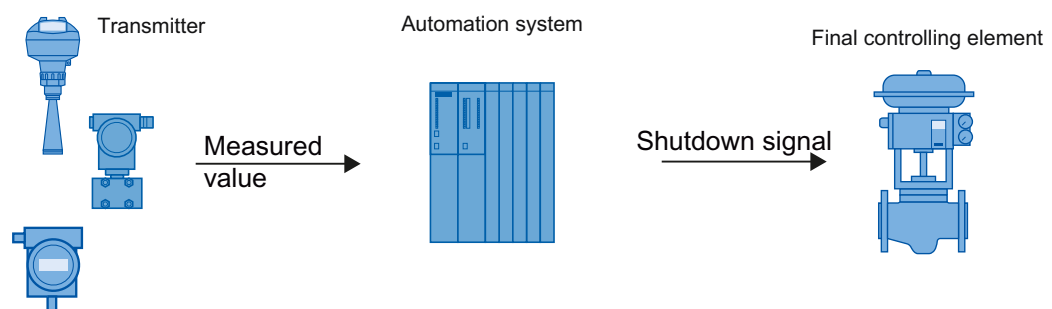 Transmitter
Automation system
Final controlling element
Measured
value
Shutdown signal